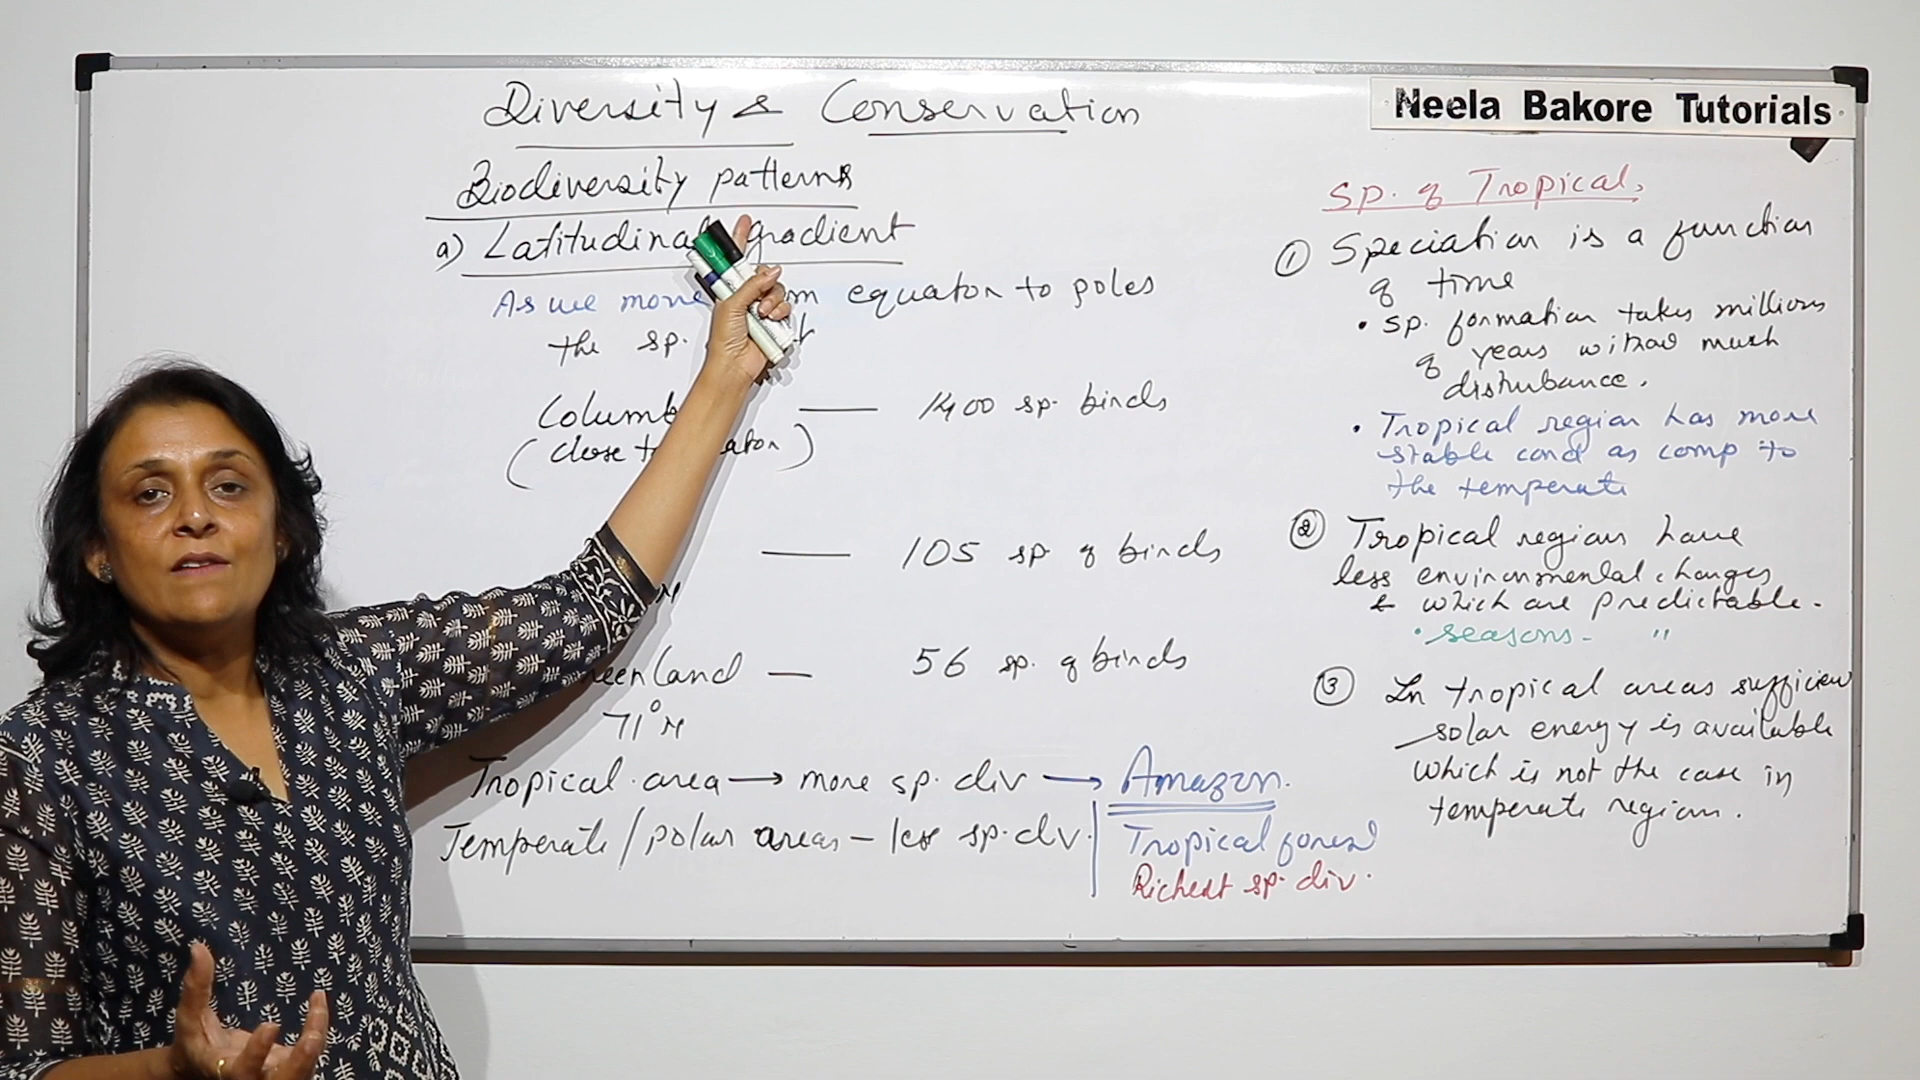 Diversity & Conservation
Neela Bakore Tutorials
Biodiversity patterns
a) Latitudinal gradient
As we move equator to poles
the sp.
Columb
(close to)
1400 sp. birds
105 sp of birds
N
eenland — 56 sp. of birds
71°N
Tropical area → more sp. div → Amazon.
Temperate/polar areas – less sp. div.
Tropical forest
Richest sp. div.
Sp. of Tropical.
① Speciation is a function
of time
• sp. formation takes millions
of years without much
disturbance.
• Tropical region has more
stable cond as comp to
the temperate
② Tropical regions have
less environmental changes
& which are predictable.
• seasons- "
③ In tropical areas sufficien
solar energy is available
which is not the case in
temperate region.